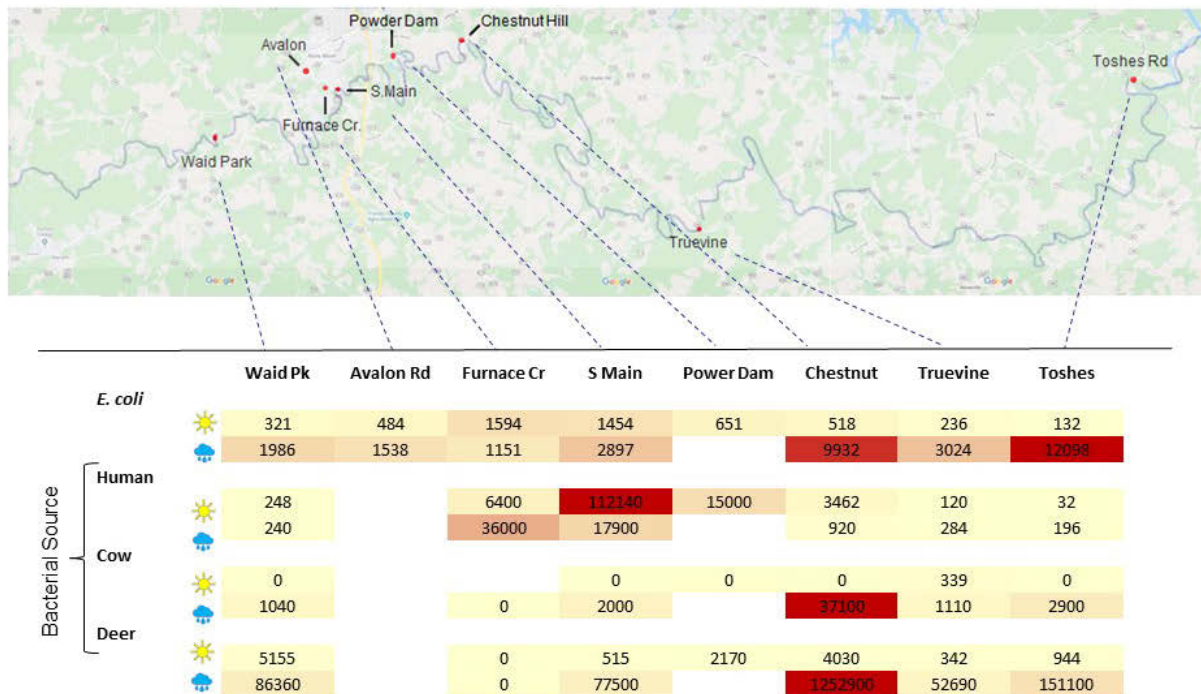 Powder Dam
Chestnut Hill
Avalon
Toshes Rd
S.Main
Furnace Cr.
Waid Park
Truevine
Google
Google
Google
Waid Pk Avalon Rd Furnace Cr S Main Power Dam Chestnut Truevine Toshes
E. coli
321 484 1594 1454 651 518 236 132
1986 1538 1151 2897 9932 3024 12098
Bacterial Source
Human
248 6400 112140 15000 3462 120 32
240 36000 17900 920 284 196
Cow
0 0 0 0 339 0
1040 0 2000 37100 1110 2900
Deer
5155 0 515 2170 4030 342 944
86360 0 77500 1252900 52690 151100